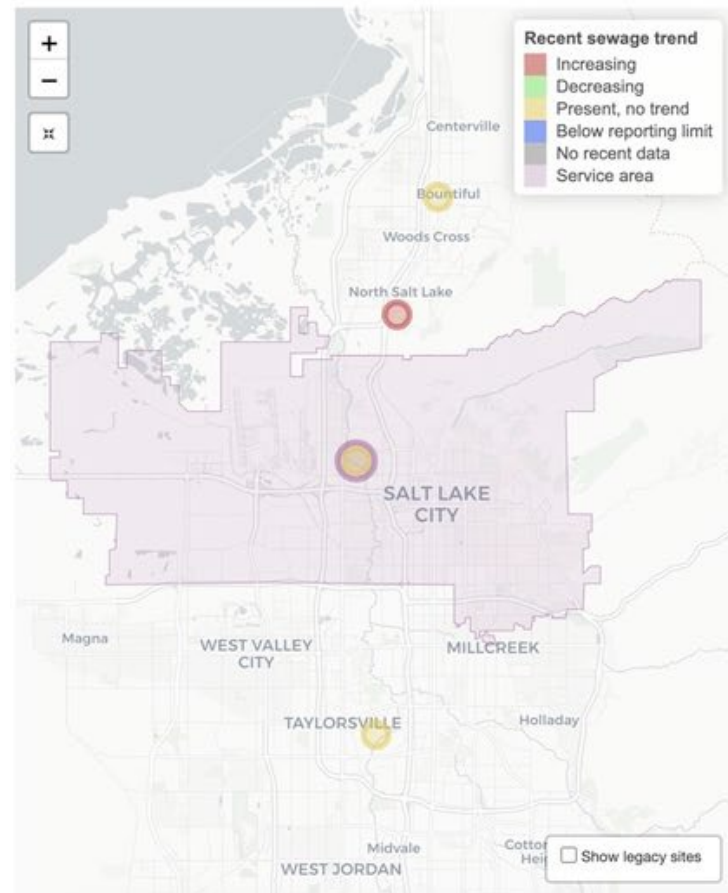 +
−
Recent sewage trend
Increasing
Decreasing
Present, no trend
Below reporting limit
No recent data
Service area
Centerville
Bountiful
Woods Cross
North Salt Lake
SALT LAKE
CITY
Magna
WEST VALLEY
CITY
MILLCREEK
TAYLORSVILLE
Holladay
Midvale
Cotton
Hei
WEST JORDAN
Show legacy sites